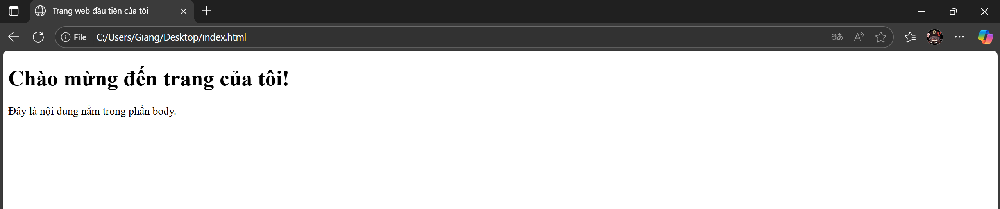 Trang web đầu tiên của tôi
File C:/Users/Giang/Desktop/index.html
Chào mừng đến trang của tôi!
Đây là nội dung nằm trong phần body.